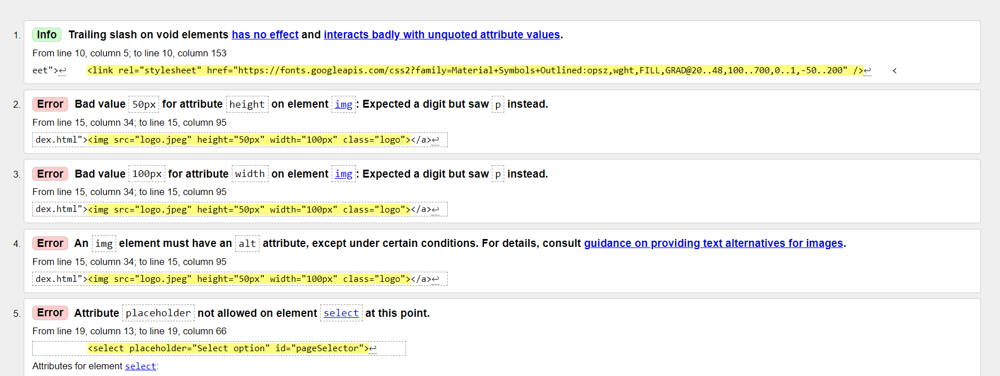 1. Info Trailing slash on void elements has no effect and interacts badly with unquoted attribute values.
From line 10, column 5; to line 10, column 153
eet">↩ <link rel="stylesheet" href="https://fonts.googleapis.com/css2?family=Material+Symbols+Outlined:opsz,wght,FILL,GRAD@20..48,100..700,0..1,-50..200" />↩ <
2. Error Bad value 50px for attribute height on element img: Expected a digit but saw p instead.
From line 15, column 34; to line 15, column 95
dex.html"><img src="logo.jpeg" height="50px" width="100px" class="logo"></a>↩
3. Error Bad value 100px for attribute width on element img: Expected a digit but saw p instead.
From line 15, column 34; to line 15, column 95
dex.html"><img src="logo.jpeg" height="50px" width="100px" class="logo"></a>↩
4. Error An img element must have an alt attribute, except under certain conditions. For details, consult guidance on providing text alternatives for images.
From line 15, column 34; to line 15, column 95
dex.html"><img src="logo.jpeg" height="50px" width="100px" class="logo"></a>↩
5. Error Attribute placeholder not allowed on element select at this point.
From line 19, column 13; to line 19, column 66
<select placeholder="Select option" id="pageSelector">↩
Attributes for element select: